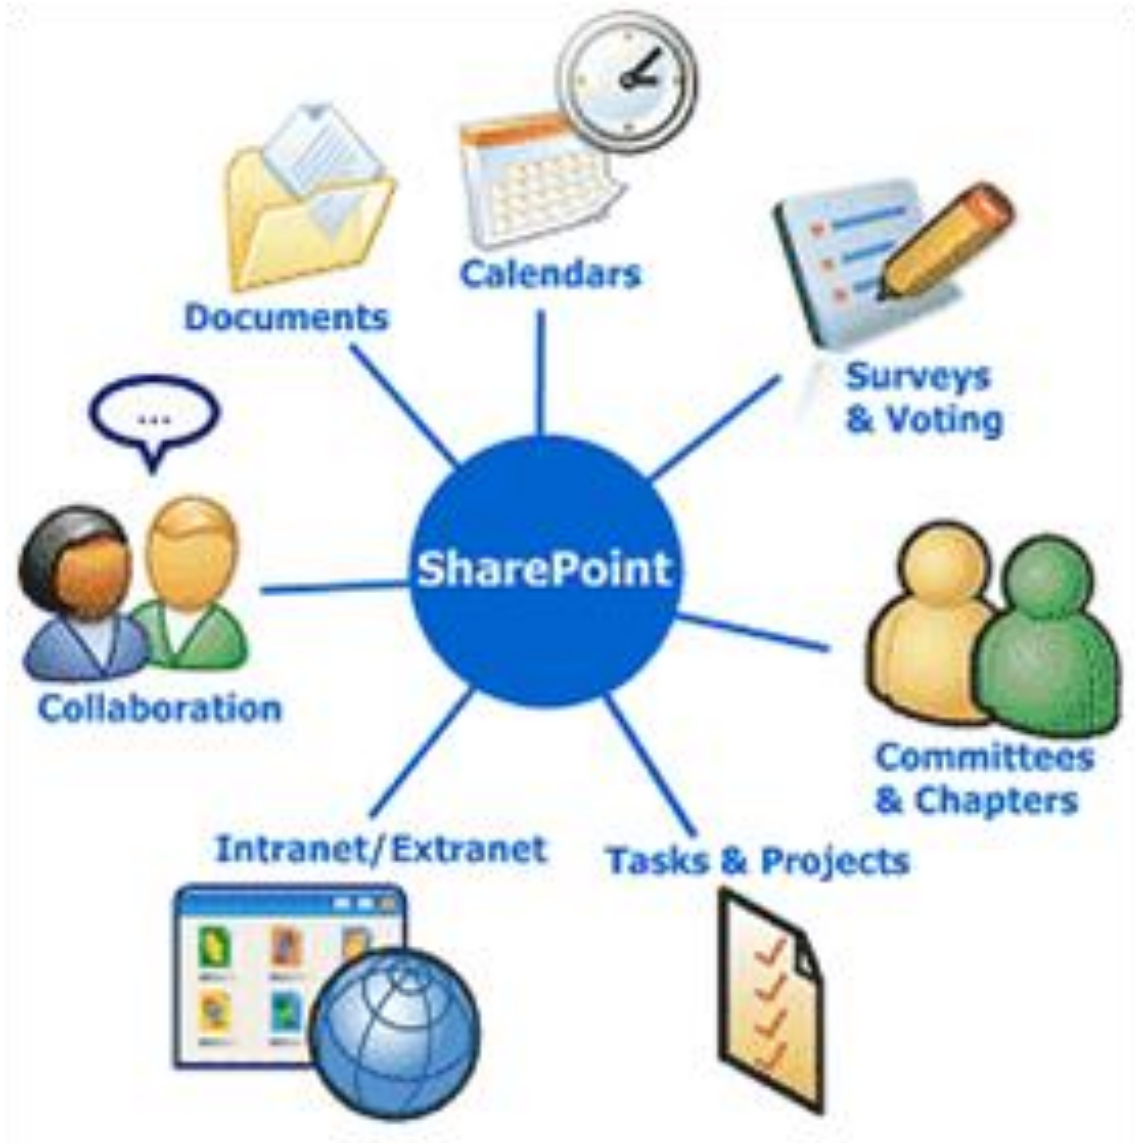 Calendars
Documents
Surveys
& Voting
...
SharePoint
Collaboration
Committees
& Chapters
Intranet/Extranet
Tasks & Projects